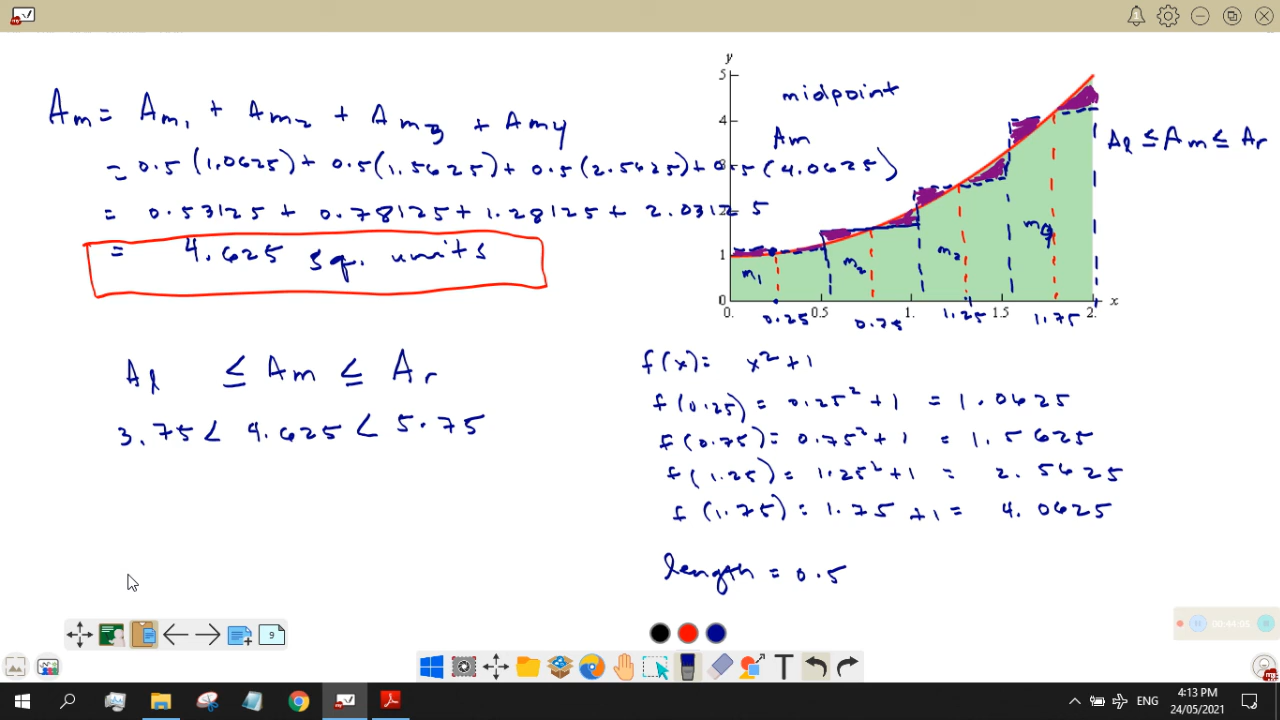 Am = Am1 + Am2 + Am3 + Am4
= 0.5 (1.0625) + 0.5 (1.5625) + 0.5 (2.5625) + 0.5 (4.0625)
= 0.53125 + 0.78125 + 1.28125 + 2.03125
= 4.625 sq. units
Al ≤ Am ≤ Ar
3.75 < 4.625 < 5.75
y
5
4
3
2
1
0
midpoint
Am
Al ≤ Am ≤ Ar
m1
m2
m3
m4
0. 0.5 1. 1.5 2. x
0.25 0.75 1.25 1.75
f(x) = x²+1
f(0.25) = 0.25² + 1 = 1.0625
f(0.75) = 0.75² + 1 = 1.5625
f(1.25) = 1.25² + 1 = 2.5625
f(1.75) = 1.75 + 1 = 4.0625
length = 0.5
9
00:44:05
T
ENG
4:13 PM
24/05/2021